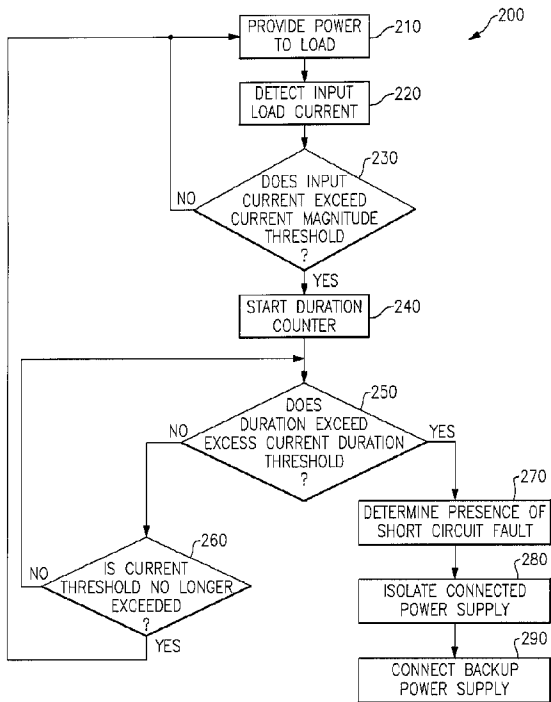 PROVIDE POWER
TO LOAD
210
200
DETECT INPUT
LOAD CURRENT
220
230
DOES INPUT
CURRENT EXCEED
CURRENT MAGNITUDE
THRESHOLD
?
NO
YES
START DURATION
COUNTER
240
250
DOES
DURATION EXCEED
EXCESS CURRENT DURATION
THRESHOLD
?
NO
YES
260
IS CURRENT
THRESHOLD NO LONGER
EXCEEDED
?
NO
YES
270
DETERMINE PRESENCE OF
SHORT CIRCUIT FAULT
280
ISOLATE CONNECTED
POWER SUPPLY
290
CONNECT BACKUP
POWER SUPPLY